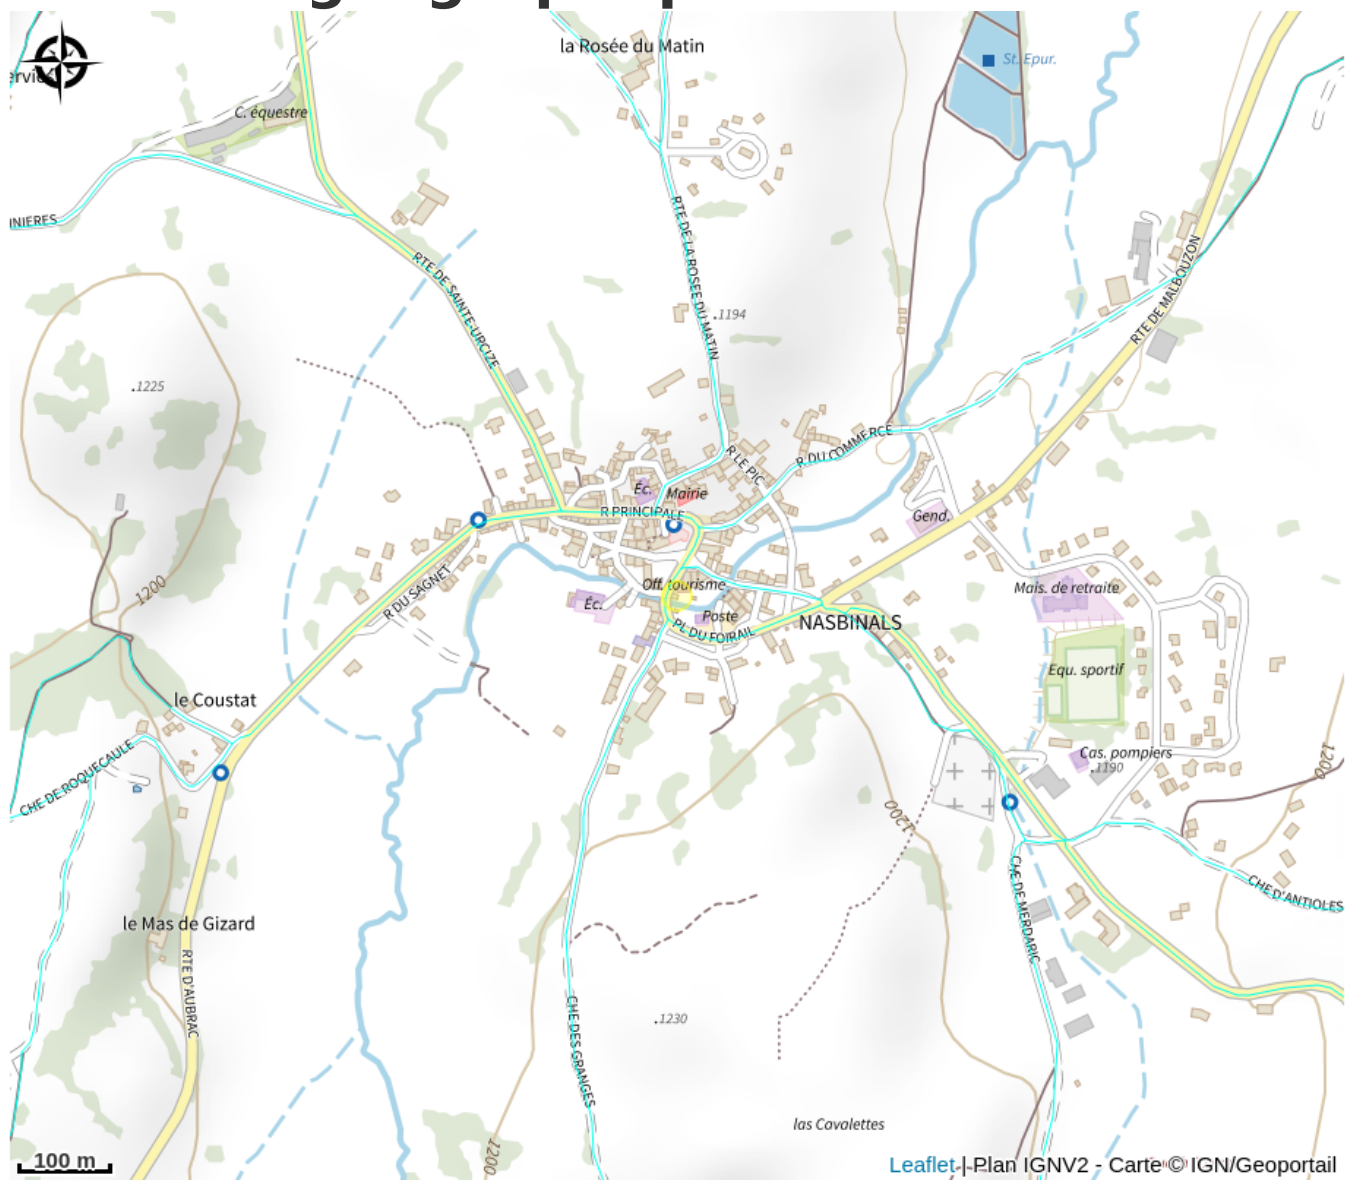 la Rosée du Matin
St. Epur.
C. équestre
INIERES
RTE DE SAINTE-URCIZE
RTE DE LA ROSEE DU MATIN
RTE DE MALBOUZON
.1194
.1225
R LE PIC
R DU COMMERCE
Éc.
Mairie
R PRINCIPALE
Gend.
1200
R DU SAGNET
Off. tourisme
Éc.
Poste
PL DU FOIRAIL
NASBINALS
Mais. de retraite
Equ. sportif
le Coustat
CHE DE ROQUECAULE
Cas. pompiers
.1190
1200
1200
CHE DE MERDARIC
CHE D'ANTIOLES
le Mas de Gizard
RTE D'AUBRAC
CHE DES GRANGES
.1230
las Cavalettes
1200
100 m
Leaflet | Plan IGNV2 - Carte © IGN/Geoportail